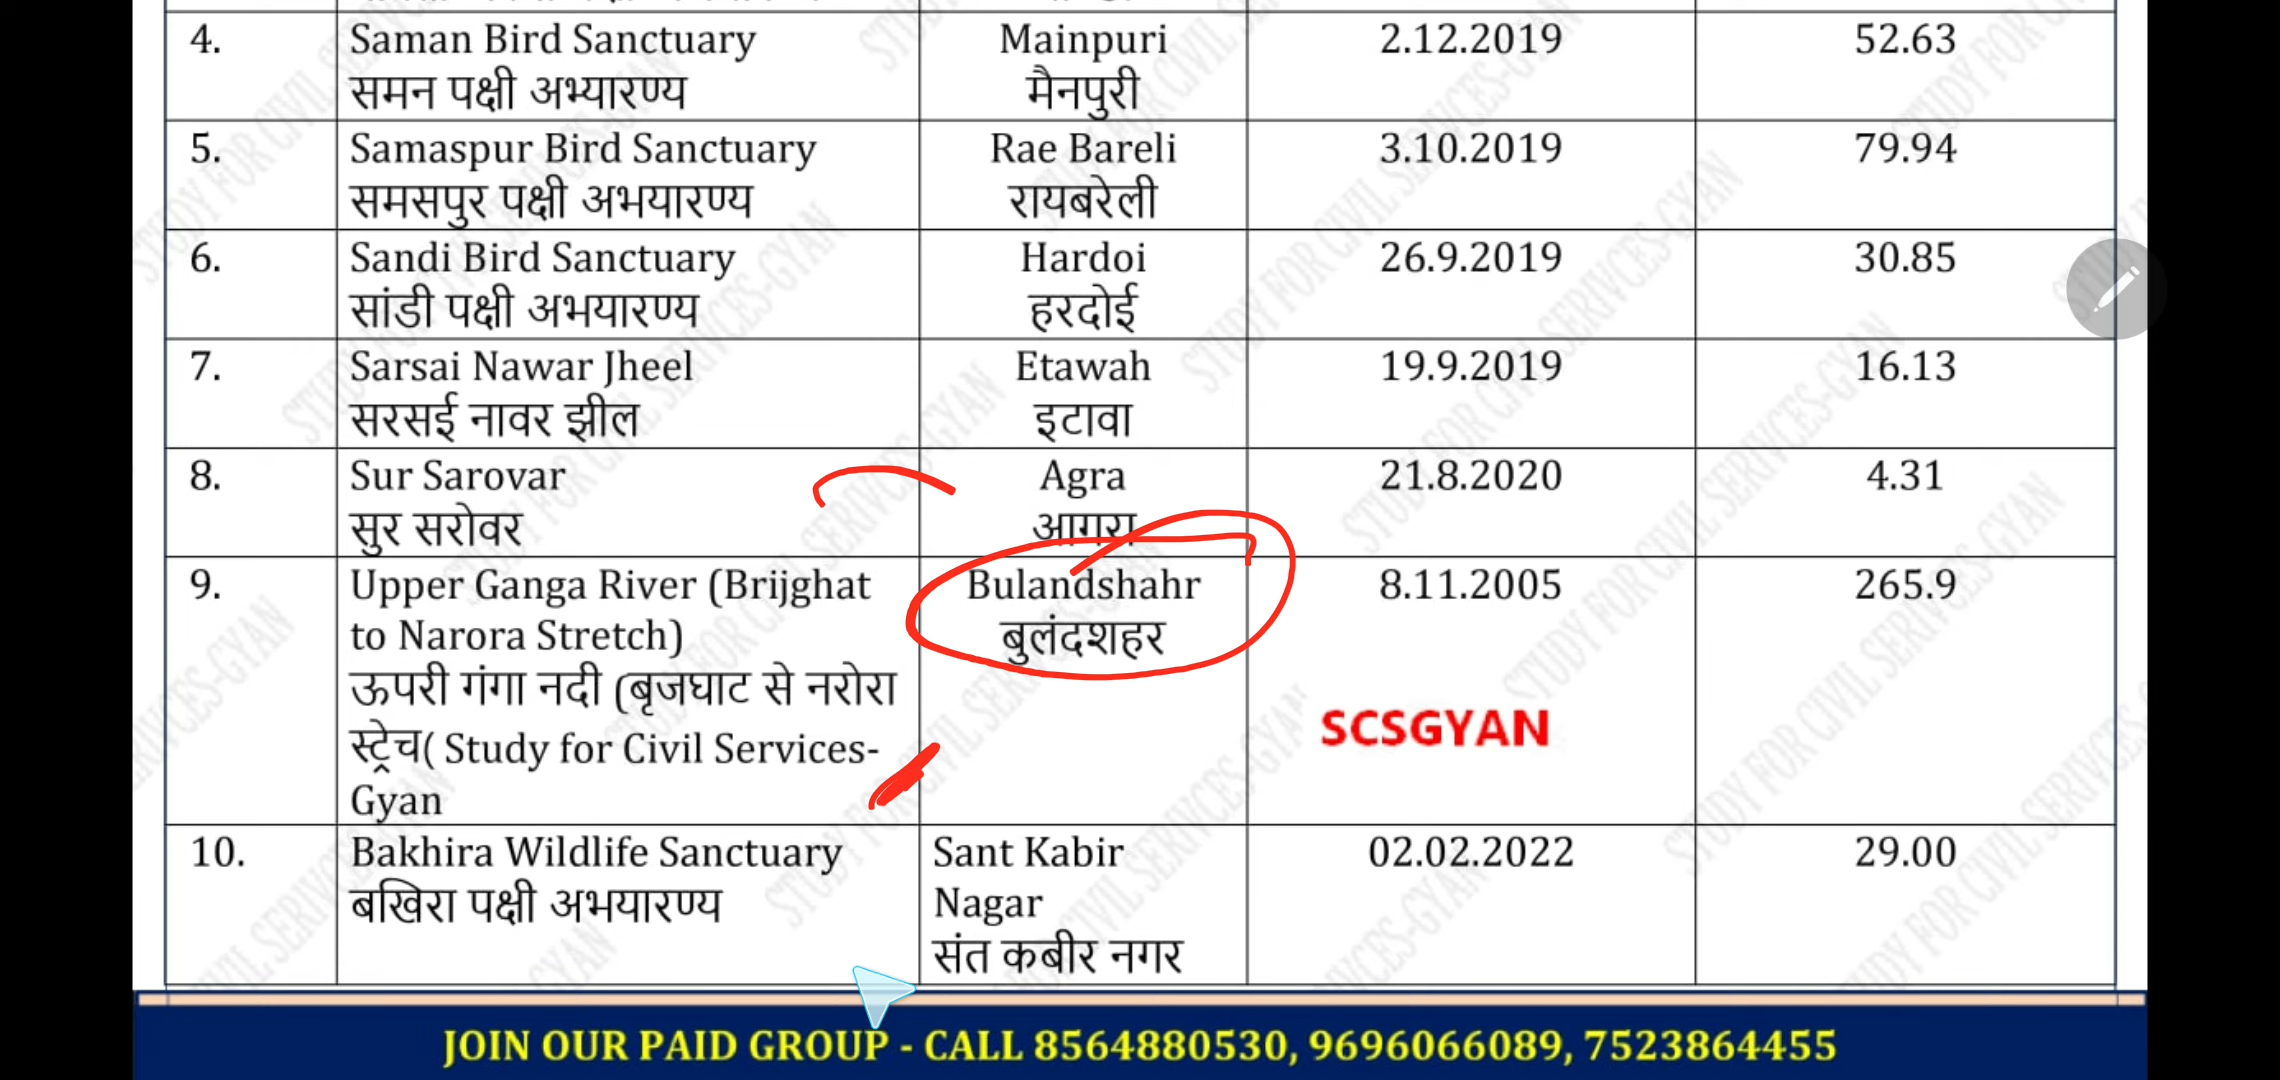 4.
Saman Bird Sanctuary
समन पक्षी अभ्यारण्य
Mainpuri
मैनपुरी
2.12.2019
52.63
5.
Samaspur Bird Sanctuary
समसपुर पक्षी अभयारण्य
Rae Bareli
रायबरेली
3.10.2019
79.94
6.
Sandi Bird Sanctuary
सांडी पक्षी अभयारण्य
Hardoi
हरदोई
26.9.2019
30.85
7.
Sarsai Nawar Jheel
सरसई नावर झील
Etawah
इटावा
19.9.2019
16.13
8.
Sur Sarovar
सुर सरोवर
Agra
आगरा
21.8.2020
4.31
9.
Upper Ganga River (Brijghat
to Narora Stretch)
ऊपरी गंगा नदी (बृजघाट से नरोरा
स्ट्रेच( Study for Civil Services-
Gyan
Bulandshahr
बुलंदशहर
8.11.2005
265.9
SCSGYAN
10.
Bakhira Wildlife Sanctuary
बखिरा पक्षी अभयारण्य
Sant Kabir
Nagar
संत कबीर नगर
02.02.2022
29.00
JOIN OUR PAID GROUP - CALL 8564880530, 9696066089, 7523864455